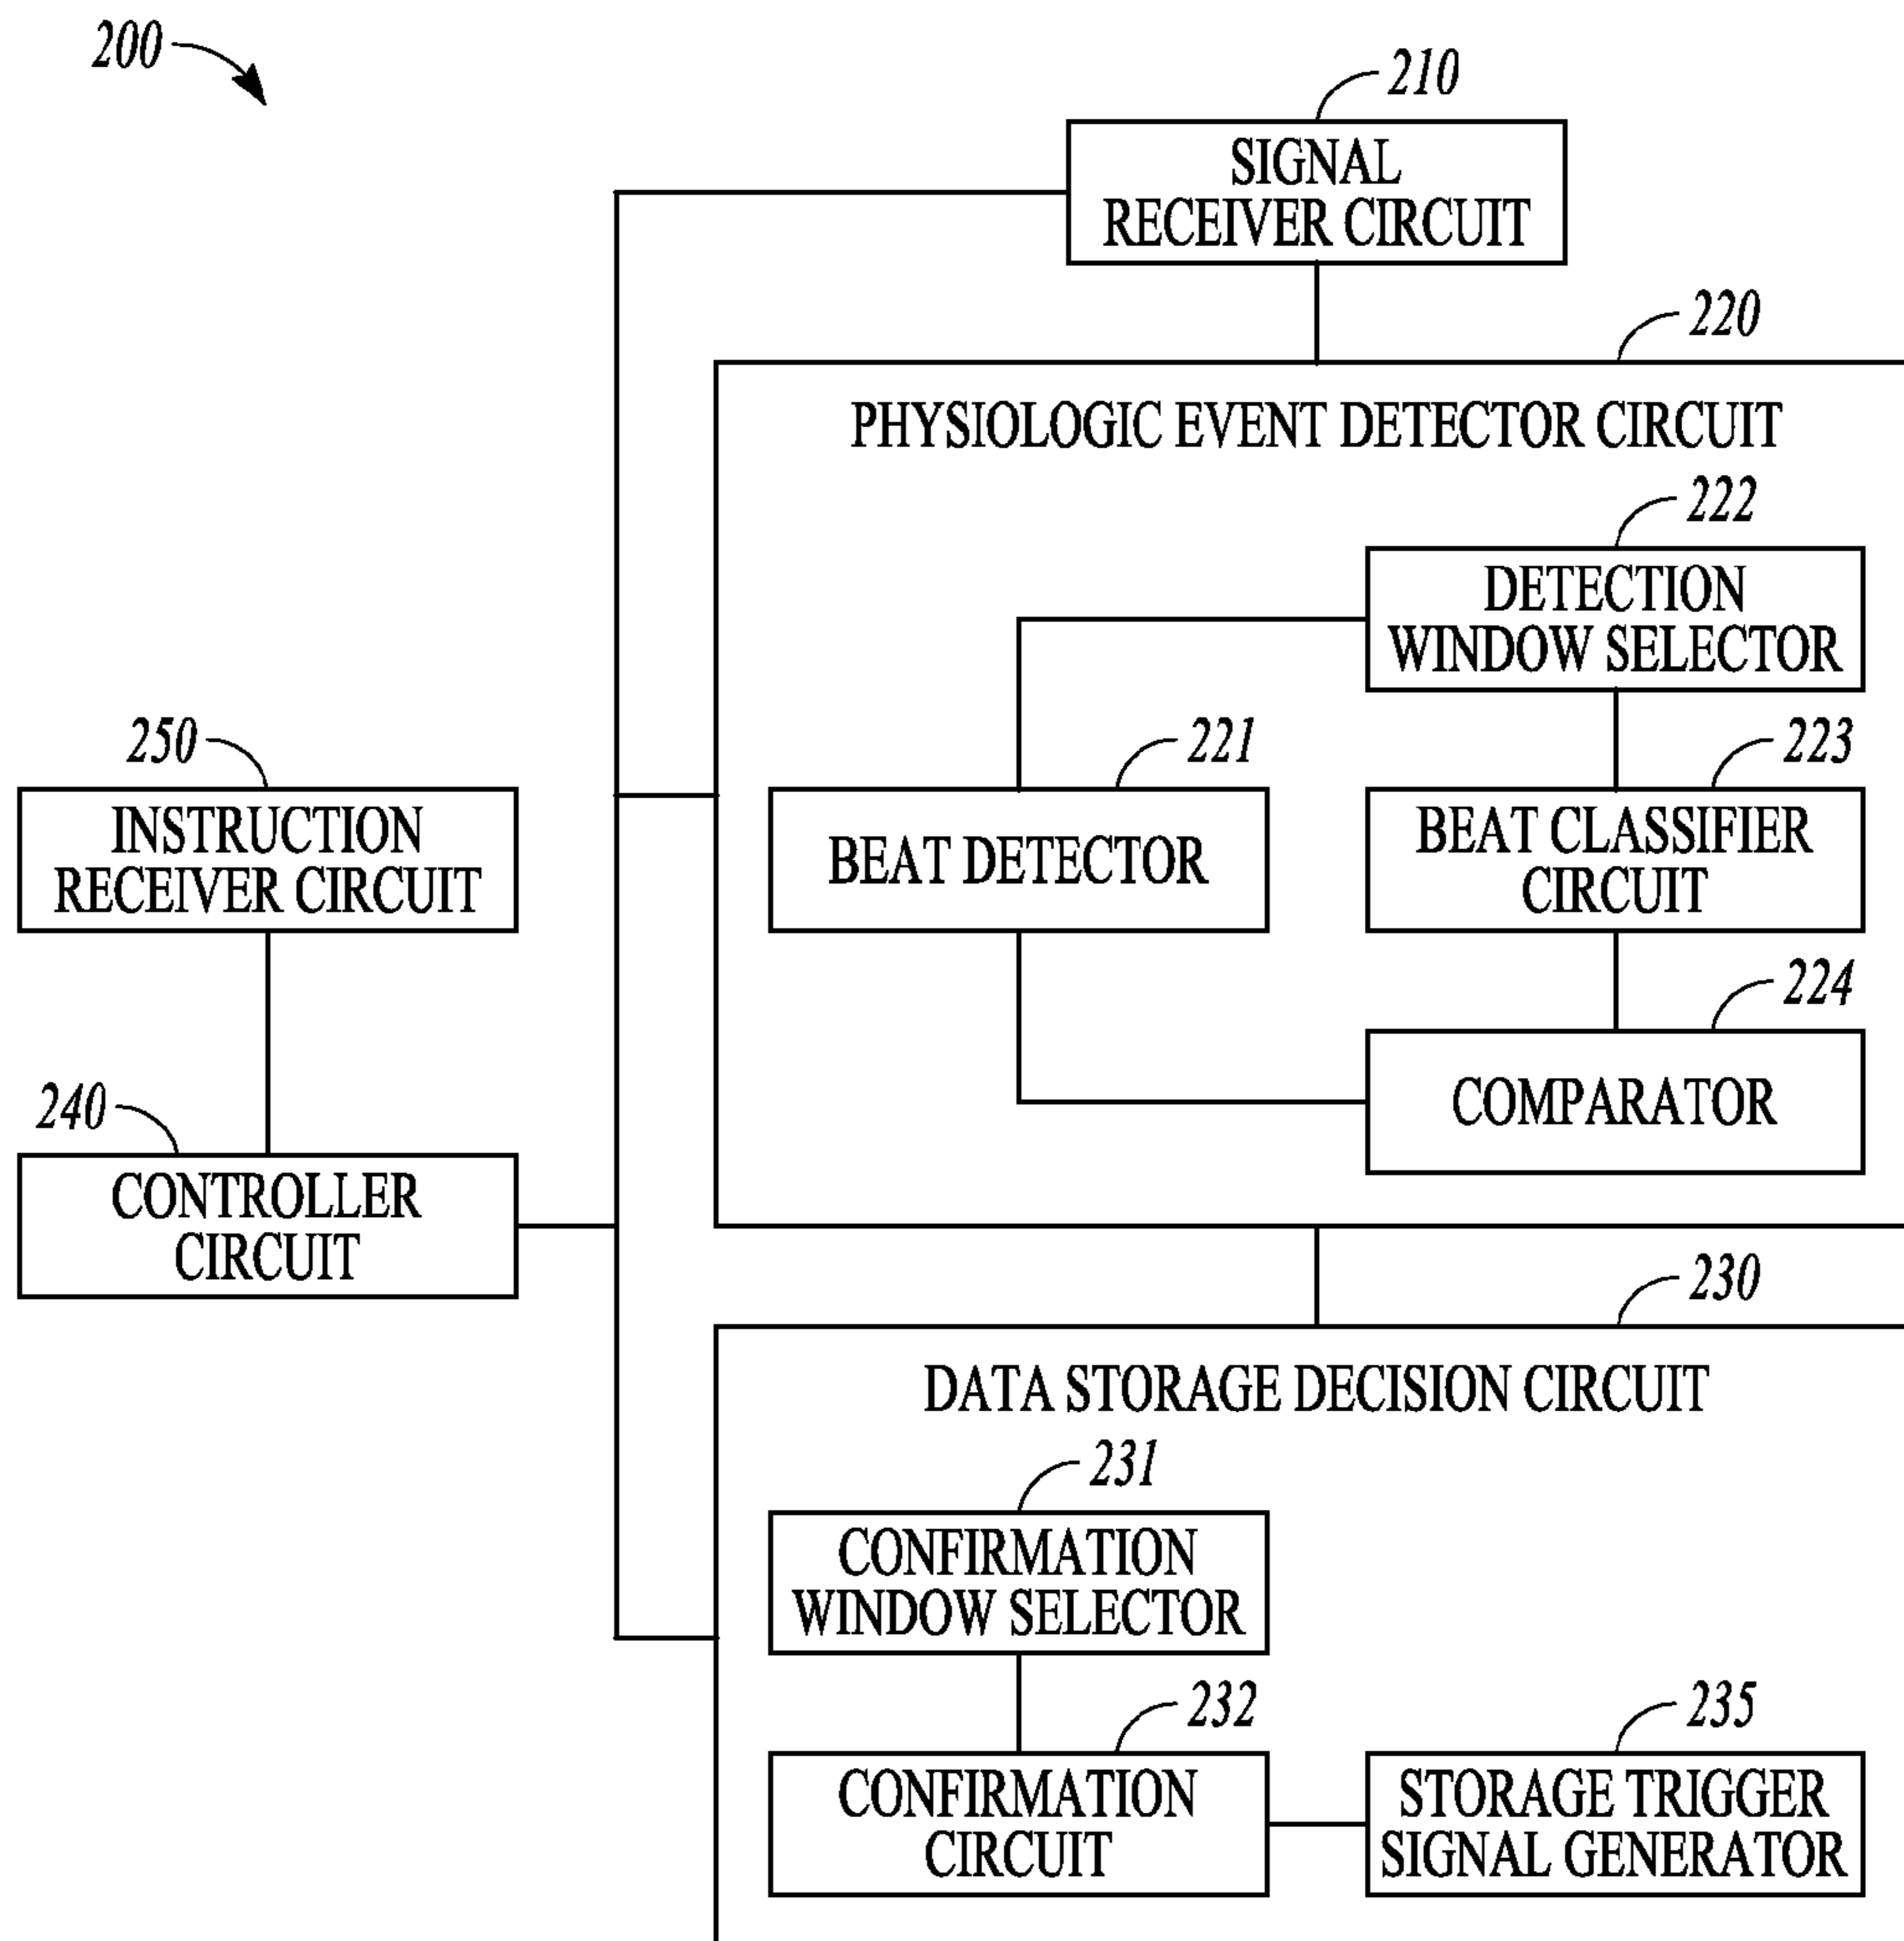 200
210
SIGNAL
RECEIVER CIRCUIT
220
PHYSIOLOGIC EVENT DETECTOR CIRCUIT
222
DETECTION
WINDOW SELECTOR
250
INSTRUCTION
RECEIVER CIRCUIT
221
BEAT DETECTOR
223
BEAT CLASSIFIER
CIRCUIT
224
COMPARATOR
240
CONTROLLER
CIRCUIT
230
DATA STORAGE DECISION CIRCUIT
231
CONFIRMATION
WINDOW SELECTOR
232
CONFIRMATION
CIRCUIT
235
STORAGE TRIGGER
SIGNAL GENERATOR